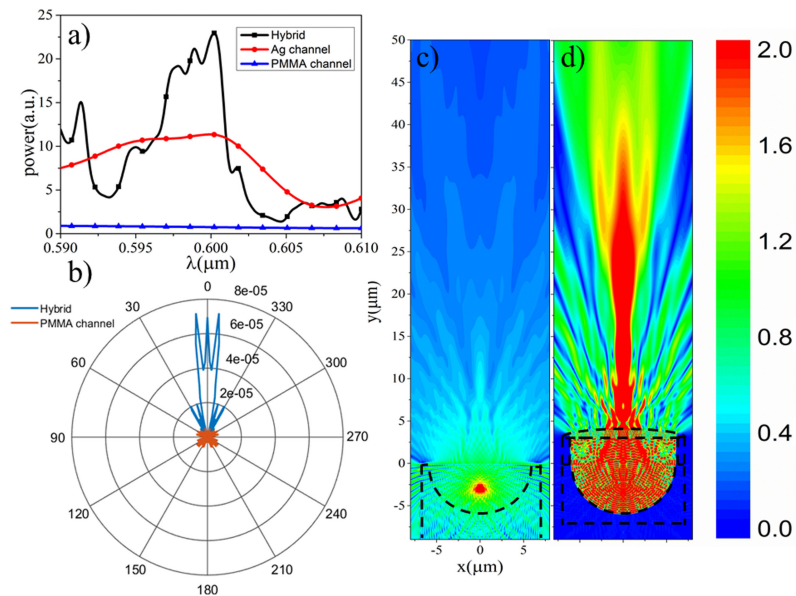 a)
Hybrid
Ag channel
PMMA channel
power(a.u.)
25
20
15
10
5
0
0.590 0.595 0.600 0.605 0.610
λ(μm)
b)
Hybrid
PMMA channel
0
30
60
90
120
150
180
210
240
270
300
330
8e-05
6e-05
4e-05
2e-05
c)
y(μm)
50
45
40
35
30
25
20
15
10
5
0
-5
-5 0 5
x(μm)
d)
2.0
1.6
1.2
0.8
0.4
0.0